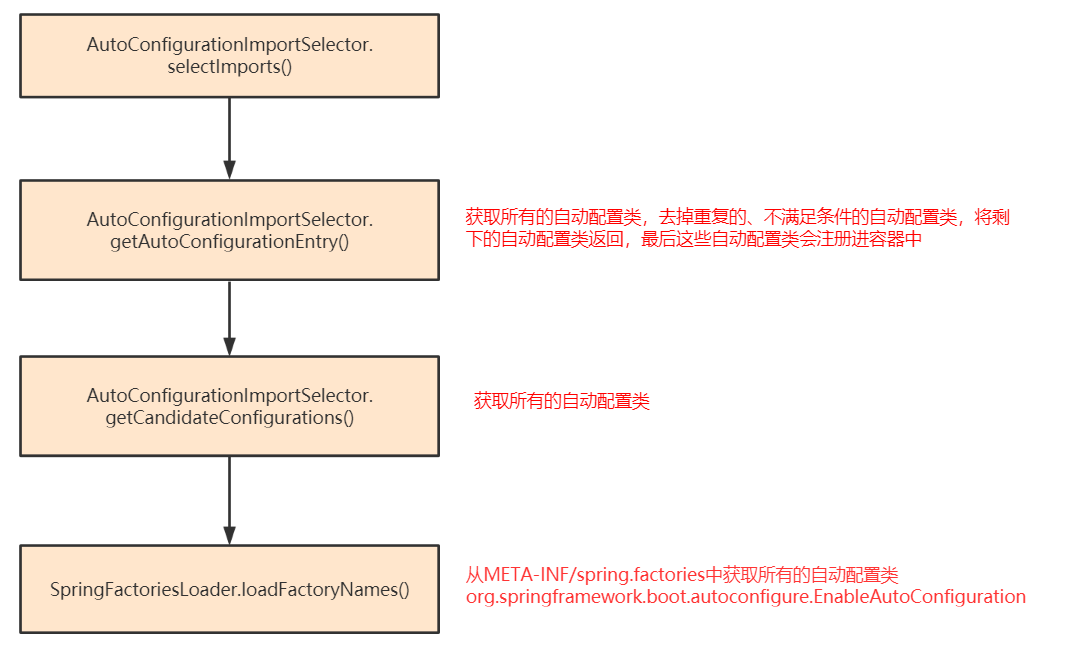 AutoConfigurationImportSelector.
selectImports()
AutoConfigurationImportSelector.
getAutoConfigurationEntry()
获取所有的自动配置类，去掉重复的、不满足条件的自动配置类，将剩
下的自动配置类返回，最后这些自动配置类会注册进容器中
AutoConfigurationImportSelector.
getCandidateConfigurations()
获取所有的自动配置类
SpringFactoriesLoader.loadFactoryNames()
从META-INF/spring.factories中获取所有的自动配置类
org.springframework.boot.autoconfigure.EnableAutoConfiguration